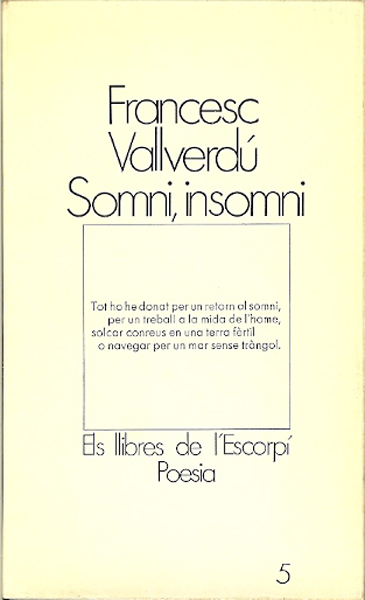 Francesc
Vallverdú
Somni, insomni
Tot ho he donat per un retorn al somni,
per un treball a la mida de l'home,
solcar conreus en una terra fàrtil
o navegar per un mar sense tràngol.
Els llibres de l'Escorpí
Poesia
5